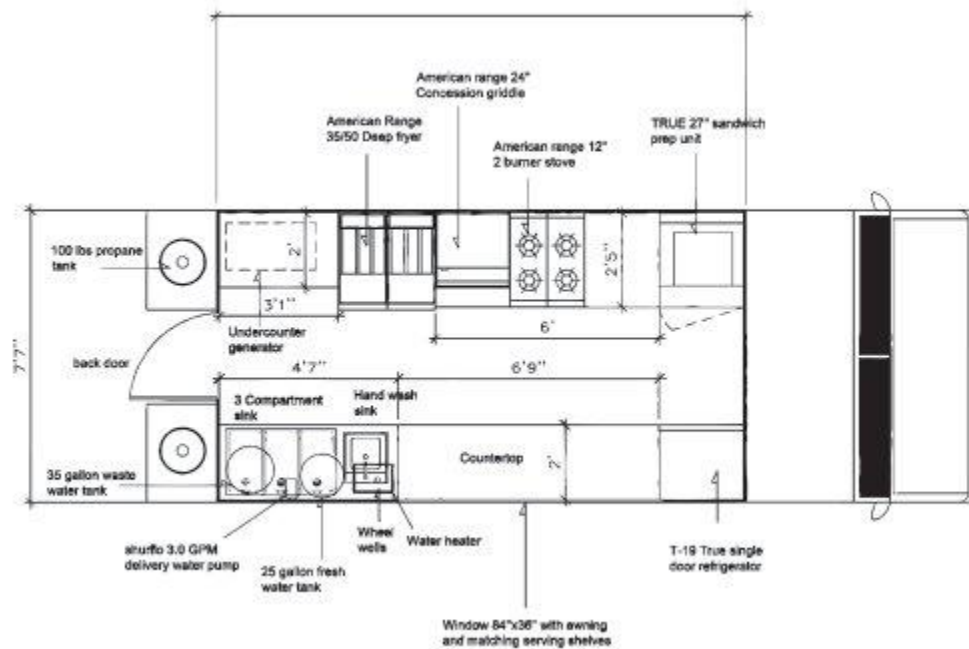 American range 24"
Concession griddle
American Range
35/50 Deep fryer
TRUE 27" sandwich
prep unit
American range 12"
2 burner stove
100 lbs propane
tank
2'
2'5"
3'1"
6'
Undercounter
generator
7'7"
back door
4'7"
6'9"
3 Compartment
sink
Hand wash
sink
Countertop
2'
35 gallon waste
water tank
shurflo 3.0 GPM
delivery water pump
25 gallon fresh
water tank
Wheel
wells
Water heater
T-19 True single
door refrigerator
Window 84"x36" with awning
and matching serving shelves